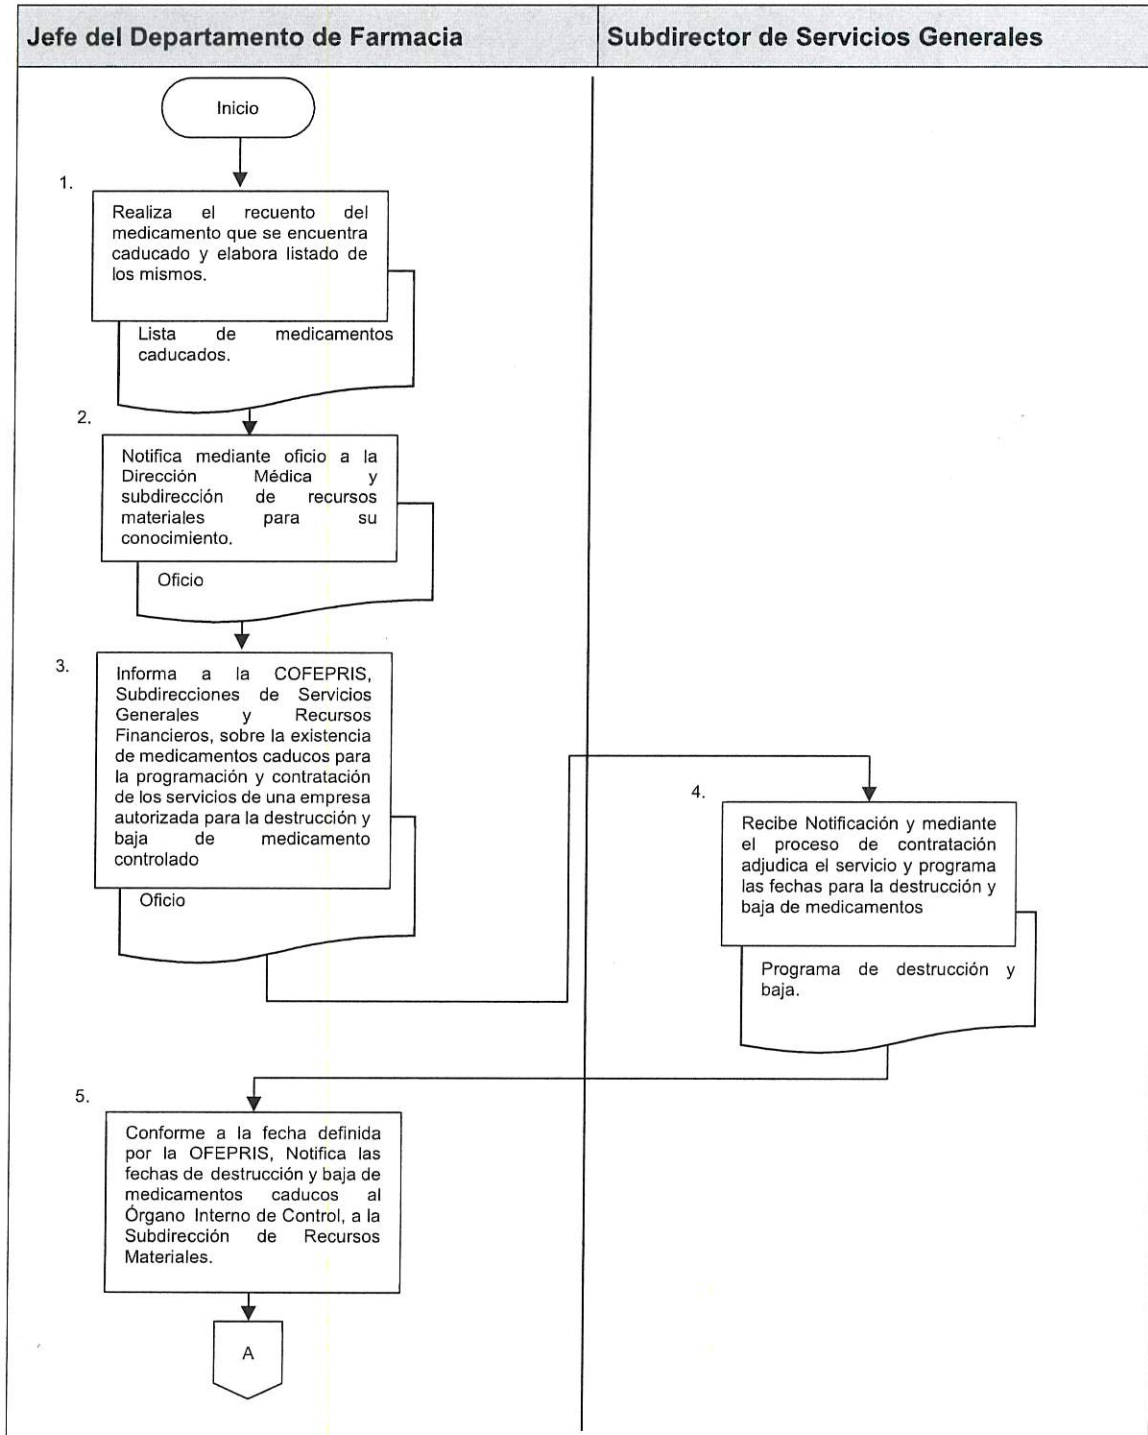 Jefe del Departamento de Farmacia
Subdirector de Servicios Generales
Inicio
1.
Realiza el recuento del
medicamento que se encuentra
caducado y elabora listado de
los mismos.
Lista de medicamentos
caducados.
2.
Notifica mediante oficio a la
Dirección Médica y
subdirección de recursos
materiales para su
conocimiento.
Oficio
3.
Informa a la COFEPRIS,
Subdirecciones de Servicios
Generales y Recursos
Financieros, sobre la existencia
de medicamentos caducos para
la programación y contratación
de los servicios de una empresa
autorizada para la destrucción y
baja de medicamento
controlado
Oficio
4.
Recibe Notificación y mediante
el proceso de contratación
adjudica el servicio y programa
las fechas para la destrucción y
baja de medicamentos
Programa de destrucción y
baja.
5.
Conforme a la fecha definida
por la OFEPRIS, Notifica las
fechas de destrucción y baja de
medicamentos caducos al
Órgano Interno de Control, a la
Subdirección de Recursos
Materiales.
A